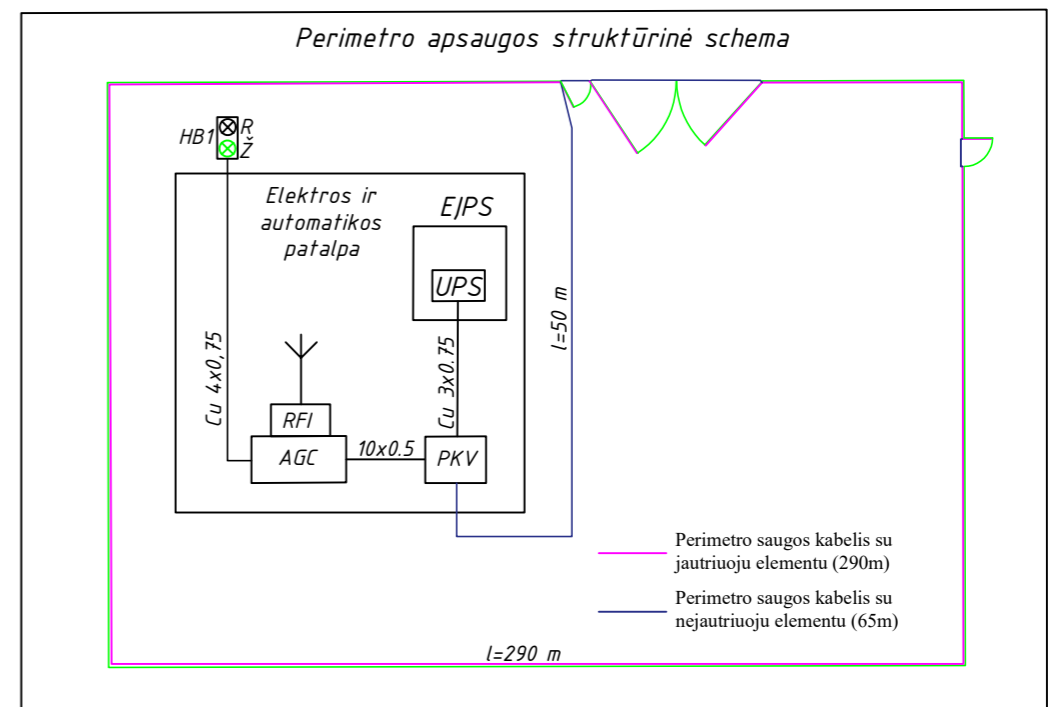 Perimetro apsaugos struktūrinė schema
HB1
R
Ž
Elektros ir
automatikos
patalpa
EJPS
UPS
Cu 4x0,75
Cu 3x0.75
l=50 m
RFI
AGC
10x0.5
PKV
Perimetro saugos kabelis su
jautriuoju elementu (290m)
Perimetro saugos kabelis su
nejautriuoju elementu (65m)
l=290 m